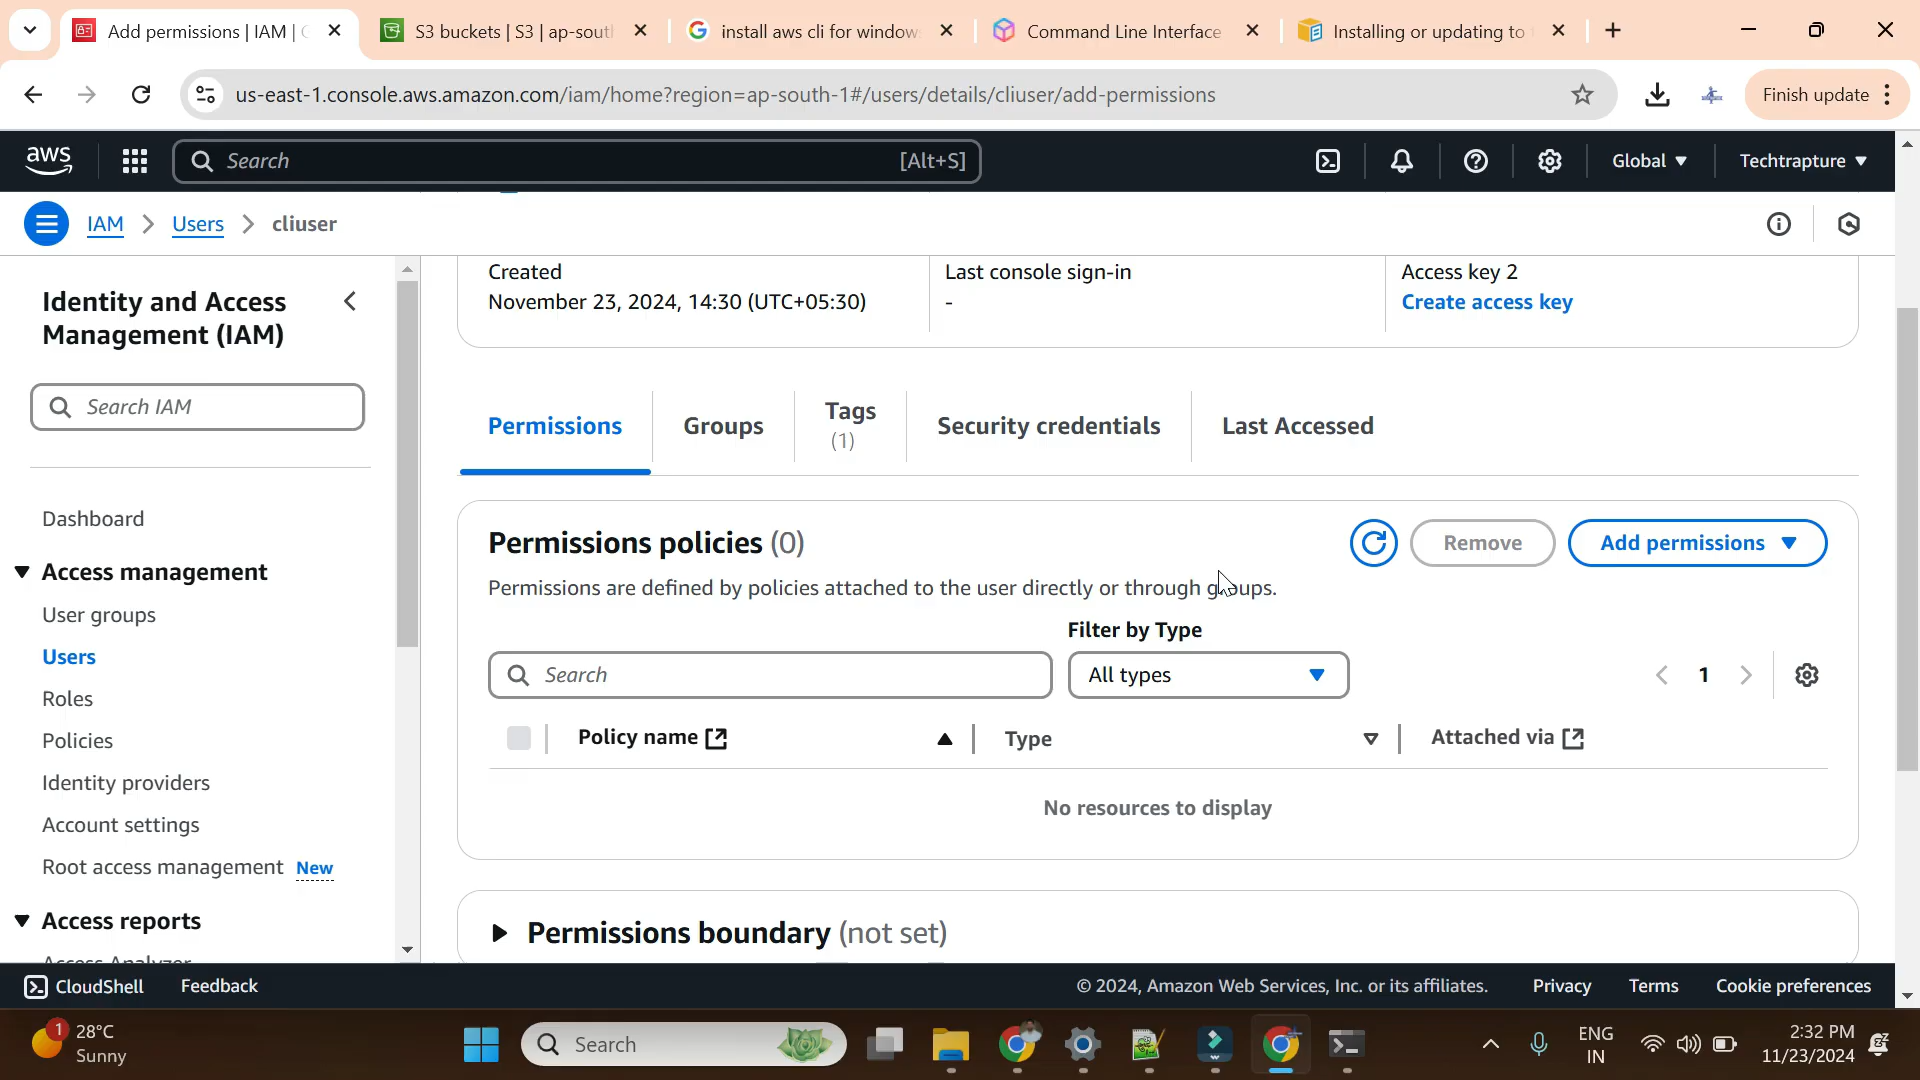 Add permissions | IAM | G
S3 buckets | S3 | ap-sout
install aws cli for window
Command Line Interface
Installing or updating to
us-east-1.console.aws.amazon.com/iam/home?region=ap-south-1#/users/details/cliuser/add-permissions
Finish update
aws
Search
[Alt+S]
Global
Techtrapture
IAM
Users
cliuser
Identity and Access
Management (IAM)
Search IAM
Dashboard
Access management
User groups
Users
Roles
Policies
Identity providers
Account settings
Root access management New
Access reports
Access Analyzer
Created
November 23, 2024, 14:30 (UTC+05:30)
Last console sign-in
-
Access key 2
Create access key
Permissions
Groups
Tags
(1)
Security credentials
Last Accessed
Permissions policies (0)
Remove
Add permissions
Permissions are defined by policies attached to the user directly or through groups.
Filter by Type
Search
All types
1
Policy name
Type
Attached via
No resources to display
Permissions boundary (not set)
CloudShell
Feedback
© 2024, Amazon Web Services, Inc. or its affiliates.
Privacy
Terms
Cookie preferences
1
28°C
Sunny
Search
ENG
IN
2:32 PM
11/23/2024